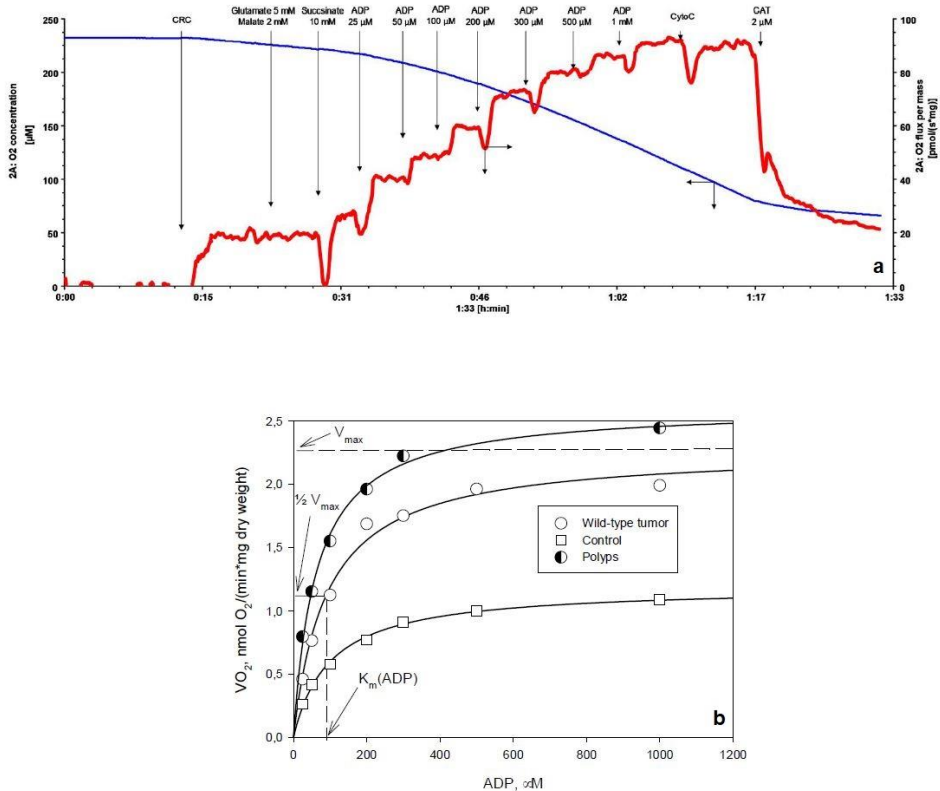 CRC
Glutamate 5 mM
Malate 2 mM
Succsinate
10 mM
ADP
25 µM
ADP
50 µM
ADP
100 µM
ADP
200 µM
ADP
300 µM
ADP
500 µM
ADP
1 mM
CytoC
CAT
2 µM
2A: O2 concentration
[µM]
250
200
150
100
50
0
2A: O2 flux per mass
[pmol/(s*mg)]
100
80
60
40
20
0
a
0:00
0:15
0:31
0:46
1:02
1:17
1:33
1:33 [h:min]
VO2, nmol O2/(min*mg dry weight)
2,5
2,0
1,5
1,0
0,5
0,0
Vmax
½ Vmax
Km(ADP)
Wild-type tumor
Control
Polyps
b
0
200
400
600
800
1000
1200
ADP, ∝M